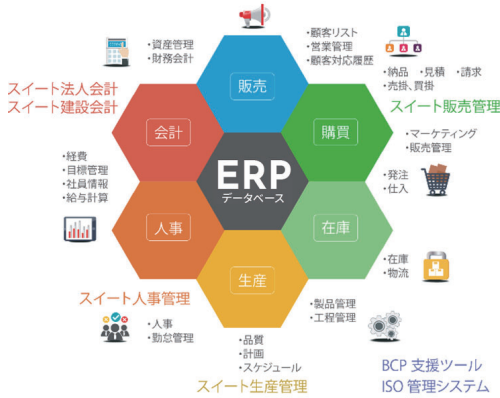 ・資産管理
・財務会計
・顧客リスト
・営業管理
・顧客対応履歴
・納品 ・見積 ・請求
・売掛、買掛
スイート法人会計
スイート建設会計
スイート販売管理
販売
会計
購買
・マーケティング
・販売管理
・経費
・目標管理
・社員情報
・給与計算
ERP
データベース
・発注
・仕入
人事
在庫
生産
・在庫
・物流
スイート人事管理
・製品管理
・工程管理
・人事
・勤怠管理
・品質
・計画
・スケジュール
スイート生産管理
BCP 支援ツール
ISO 管理システム